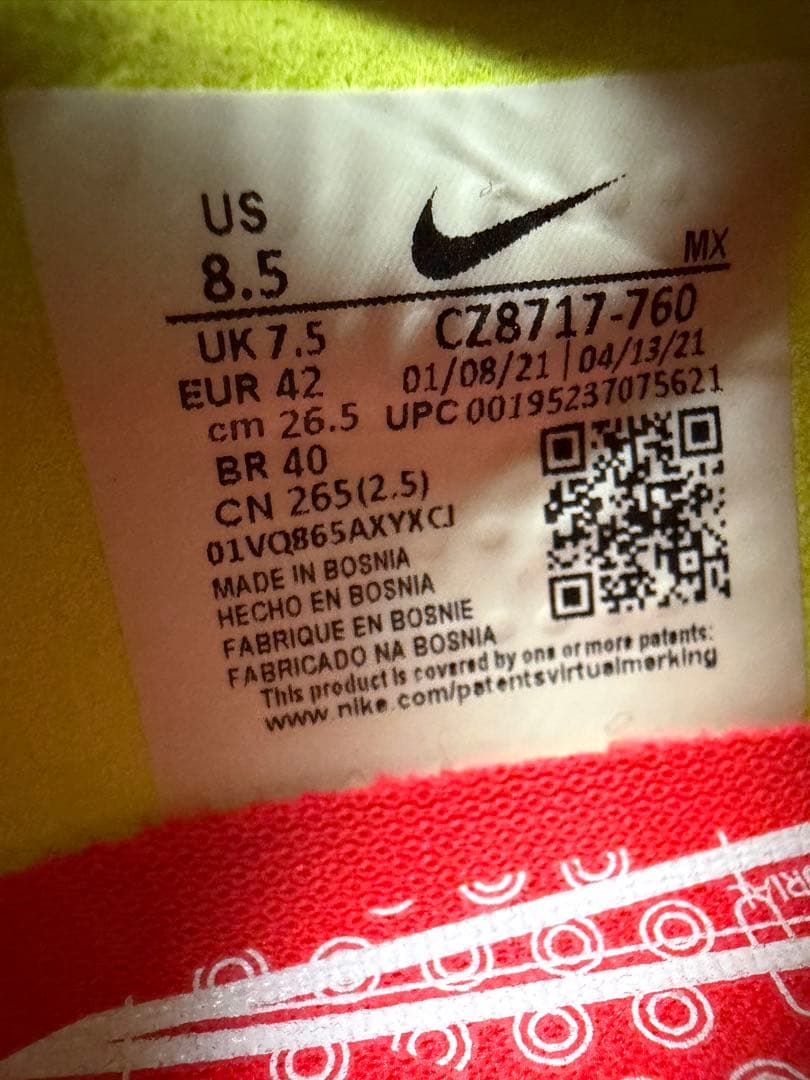 US
8.5
MX
UK 7.5
CZ8717-760
EUR 42
01/08/21 | 04/13/21
cm 26.5
UPC 00195237075621
BR 40
CN 265(2.5)
01VQ865AXYXCJ
MADE IN BOSNIA
HECHO EN BOSNIA
FABRIQUE EN BOSNIE
FABRICADO NA BOSNIA
This product is covered by one or more patents:
www.nike.com/patentsvirtualmarking